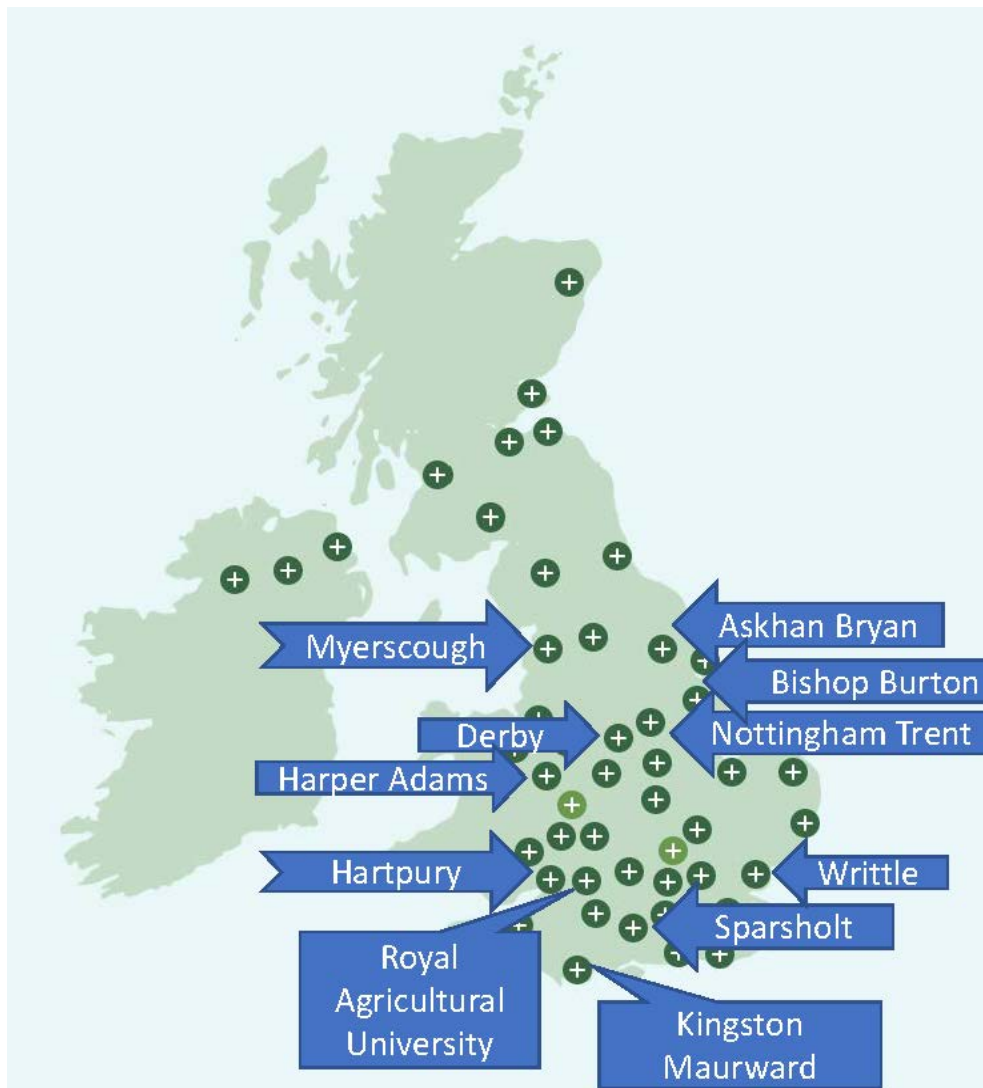 Askhan Bryan
Myerscough
Bishop Burton
Derby
Nottingham Trent
Harper Adams
Hartpury
Writtle
Sparsholt
Royal
Agricultural
University
Kingston
Maurward